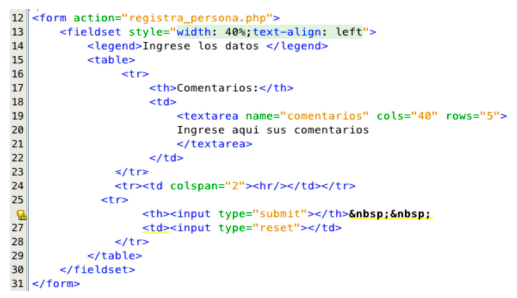 12 <form action="registra_persona.php">
13 <fieldset style="width: 40%;text-align: left">
14 <legend>Ingrese los datos </legend>
15 <table>
16 <tr>
17 <th>Comentarios:</th>
18 <td>
19 <textarea name="comentarios" cols="40" rows="5">
20 Ingrese aqui sus comentarios
21 </textarea>
22 </td>
23 </tr>
24 <tr><td colspan="2"><hr/></td></tr>
25 <tr>
<th><input type="submit"></th>&nbsp;&nbsp;
27 <td><input type="reset"></td>
28 </tr>
29 </table>
30 </fieldset>
31 </form>